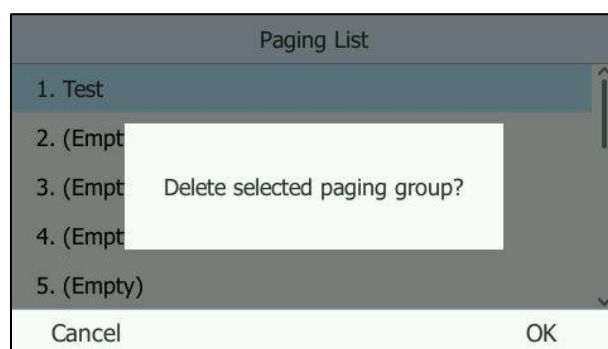 Paging List
1. Test
2. (Empt
3. (Empt
Delete selected paging group?
4. (Empt
5. (Empty)
Cancel OK